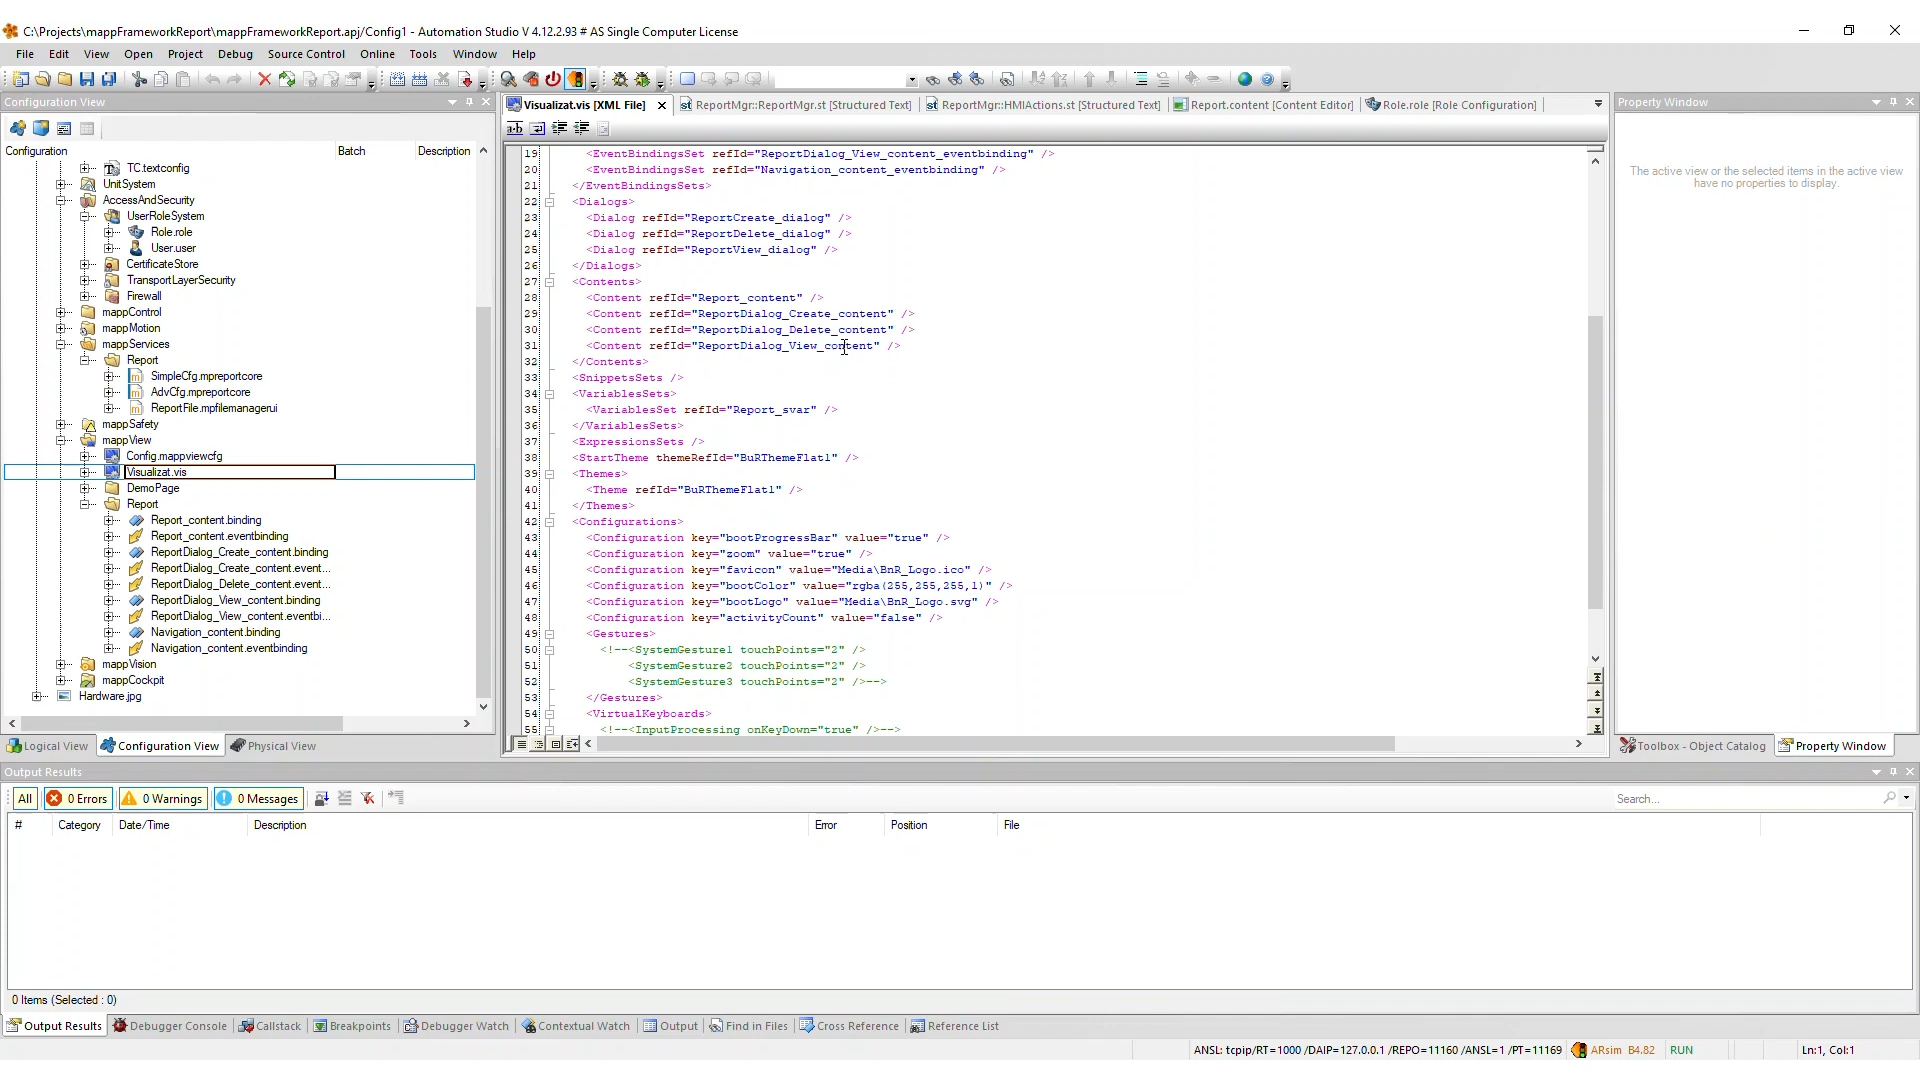 C:\Projects\mappFrameworkReport\mappFrameworkReport.apj/Config1 - Automation Studio V 4.12.2.93 # AS Single Computer License
File Edit View Open Project Debug Source Control Online Tools Window Help
Configuration View
Configuration Batch Description
TC.textconfig
UnitSystem
AccessAndSecurity
UserRoleSystem
Role.role
User.user
CertificateStore
TransportLayerSecurity
Firewall
mappControl
mappMotion
mappServices
Report
SimpleCfg.mpreportcore
AdvCfg.mpreportcore
ReportFile.mpfilemanagerui
mappSafety
mappView
Config.mappviewcfg
Visualizat.vis
DemoPage
Report
Report_content.binding
Report_content.eventbinding
ReportDialog_Create_content.binding
ReportDialog_Create_content.event...
ReportDialog_Delete_content.event...
ReportDialog_View_content.binding
ReportDialog_View_content.eventbi...
Navigation_content.binding
Navigation_content.eventbinding
mappVision
mappCockpit
Hardware.jpg
Logical View Configuration View Physical View
Visualizat.vis [XML File] ReportMgr::ReportMgr.st [Structured Text] ReportMgr::HMIActions.st [Structured Text] Report.content [Content Editor] Role.role [Role Configuration]
19 <EventBindingsSet refId="ReportDialog_View_content_eventbinding" />
20 <EventBindingsSet refId="Navigation_content_eventbinding" />
21 </EventBindingsSets>
22 <Dialogs>
23 <Dialog refId="ReportCreate_dialog" />
24 <Dialog refId="ReportDelete_dialog" />
25 <Dialog refId="ReportView_dialog" />
26 </Dialogs>
27 <Contents>
28 <Content refId="Report_content" />
29 <Content refId="ReportDialog_Create_content" />
30 <Content refId="ReportDialog_Delete_content" />
31 <Content refId="ReportDialog_View_content" />
32 </Contents>
33 <SnippetsSets />
34 <VariablesSets>
35 <VariablesSet refId="Report_svar" />
36 </VariablesSets>
37 <ExpressionsSets />
38 <StartTheme themeRefId="BuRThemeFlat1" />
39 <Themes>
40 <Theme refId="BuRThemeFlat1" />
41 </Themes>
42 <Configurations>
43 <Configuration key="bootProgressBar" value="true" />
44 <Configuration key="zoom" value="true" />
45 <Configuration key="favicon" value="Media\BnR_Logo.ico" />
46 <Configuration key="bootColor" value="rgba(255,255,255,1)" />
47 <Configuration key="bootLogo" value="Media\BnR_Logo.svg" />
48 <Configuration key="activityCount" value="false" />
49 <Gestures>
50 <!--<SystemGesture1 touchPoints="2" />
51 <SystemGesture2 touchPoints="2" />
52 <SystemGesture3 touchPoints="2" />-->
53 </Gestures>
54 <VirtualKeyboards>
55 <!--<InputProcessing onKeyDown="true" />-->
Property Window
The active view or the selected items in the active view
have no properties to display.
Toolbox - Object Catalog Property Window
Output Results
All 0 Errors 0 Warnings 0 Messages Search...
# Category Date/Time Description Error Position File
0 Items (Selected : 0)
Output Results Debugger Console Callstack Breakpoints Debugger Watch Contextual Watch Output Find in Files Cross Reference Reference List
ANSL: tcpip/RT=1000 /DAIP=127.0.0.1 /REPO=11160 /ANSL=1 /PT=11169 ARsim B4.82 RUN Ln:1, Col:1